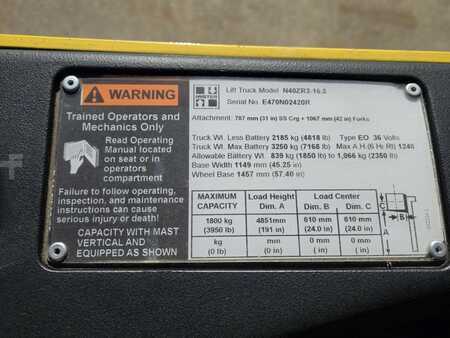 WARNING
Trained Operators and
Mechanics Only
Read Operating
Manual located
on seat or in
operators
compartment
Failure to follow operating,
inspection, and maintenance
instructions can cause
serious injury or death!
CAPACITY WITH MAST
VERTICAL AND
EQUIPPED AS SHOWN
Lift Truck Model N40ZR3-16.5
Serial No. E470N02420R
Attachment: 787 mm (31 in) SS Crg + 1067 mm (42 in) Forks
Truck Wt. Less Battery 2185 kg (4818 lb) Type EO 36 Volts
Truck Wt. Max Battery 3250 kg (7168 lb) Max A.H.(6 Hr Rt) 1240
Allowable Battery Wt 839 kg (1850 lb) to 1,066 kg (2350 lb)
Base Width 1149 mm (45.25 in)
Wheel Base 1457 mm (57.40 in)
MAXIMUM CAPACITY Load Height Dim. A Load Center Dim. B Dim. C
1800 kg 4851mm 610 mm 610 mm
(3950 lb) (191 in) (24.0 in) (24.0 in)
kg mm 0 mm 0 mm
(0 lb) (0 in) ( in) ( in)
C
B
A